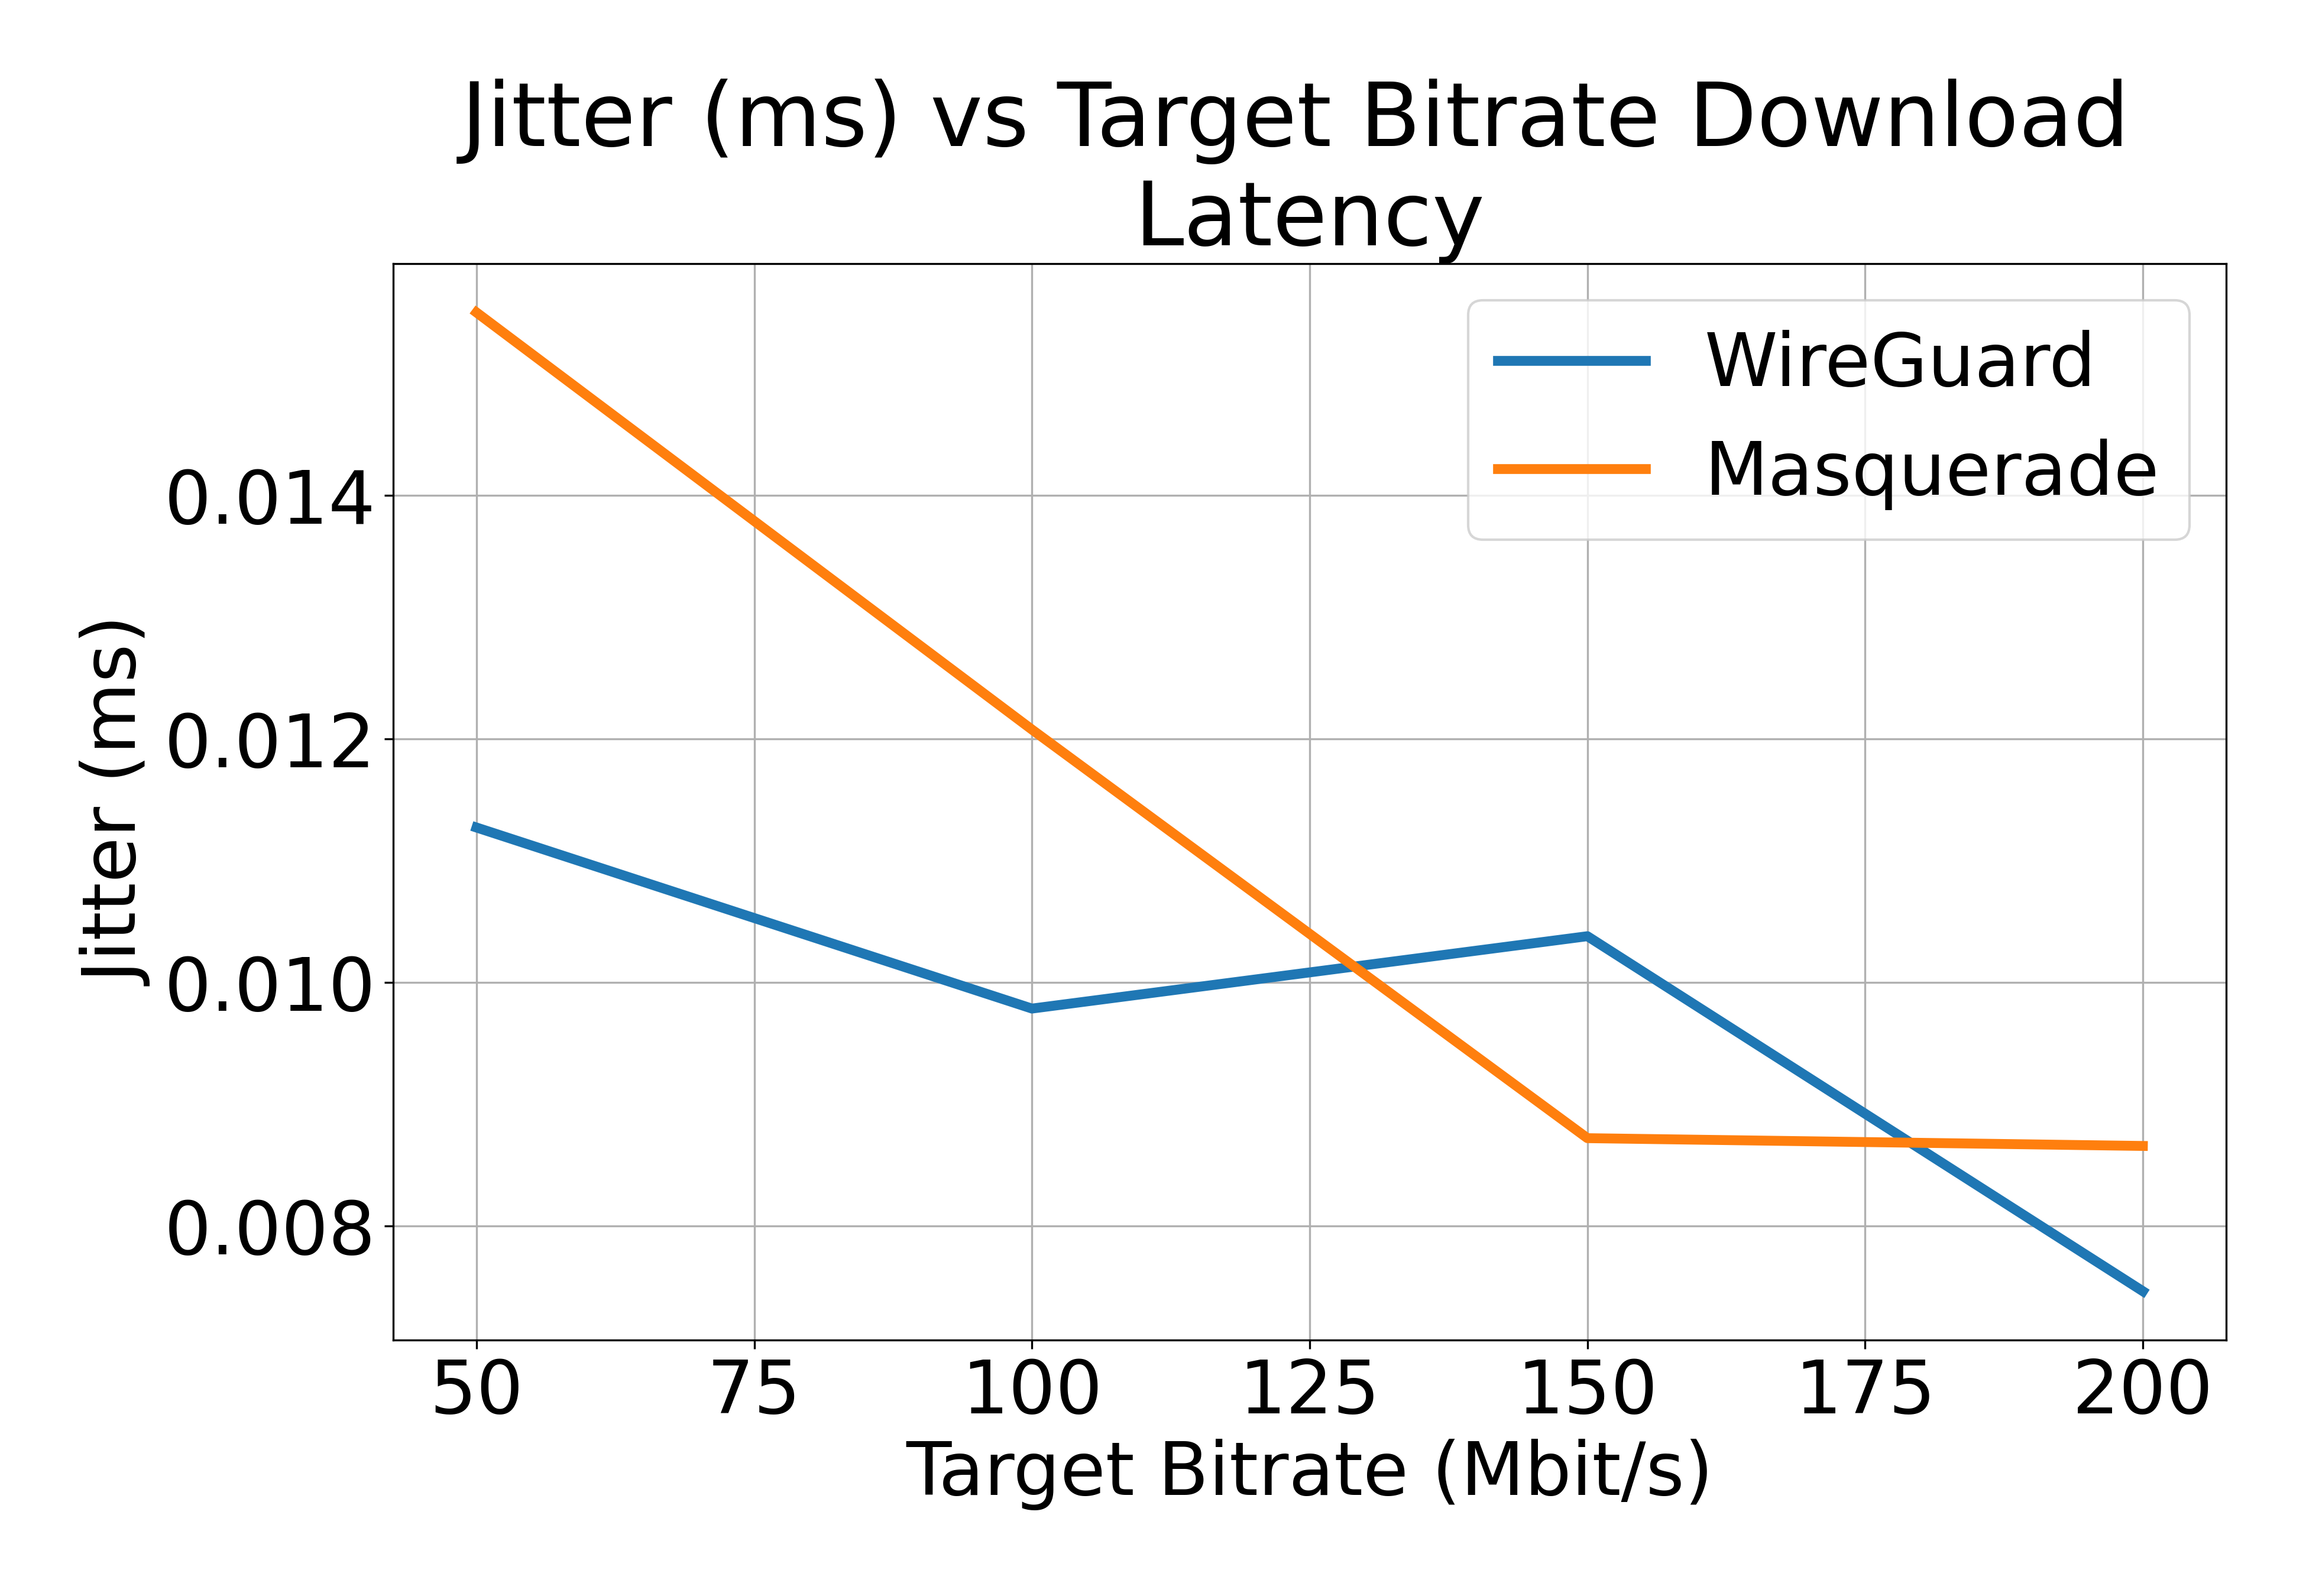 Jitter (ms) vs Target Bitrate Download
Latency
WireGuard
Masquerade
Jitter (ms)
0.014
0.012
0.010
0.008
50 75 100 125 150 175 200
Target Bitrate (Mbit/s)